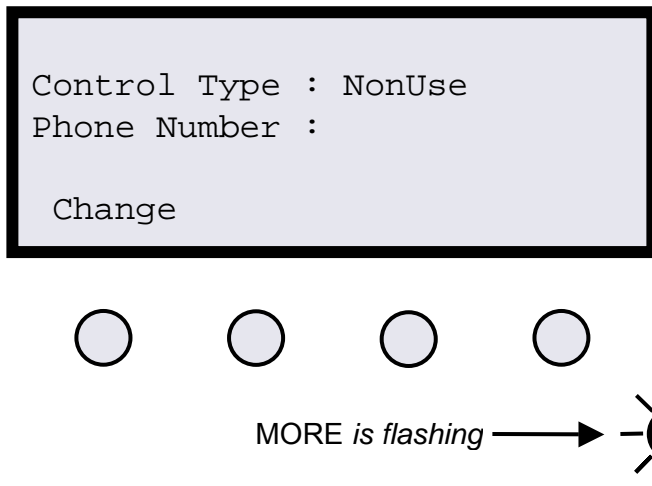 Control Type : NonUse
Phone Number :
Change
MORE is flashing